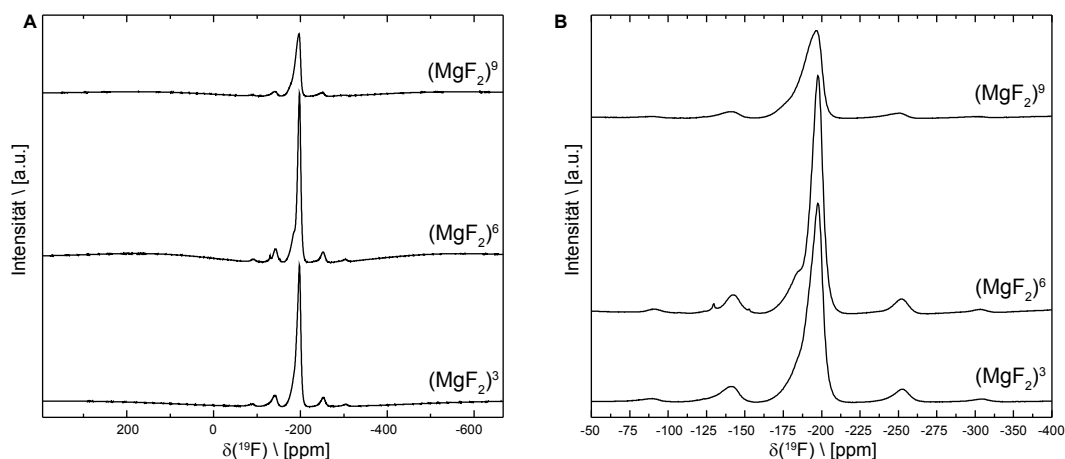 A
(MgF₂)⁹
(MgF₂)⁶
(MgF₂)³
Intensität \ [a.u.]
200 0 -200 -400 -600
δ(¹⁹F) \ [ppm]
B
(MgF₂)⁹
(MgF₂)⁶
(MgF₂)³
Intensität \ [a.u.]
-50 -75 -100 -125 -150 -175 -200 -225 -250 -275 -300 -325 -350 -375 -400
δ(¹⁹F) \ [ppm]